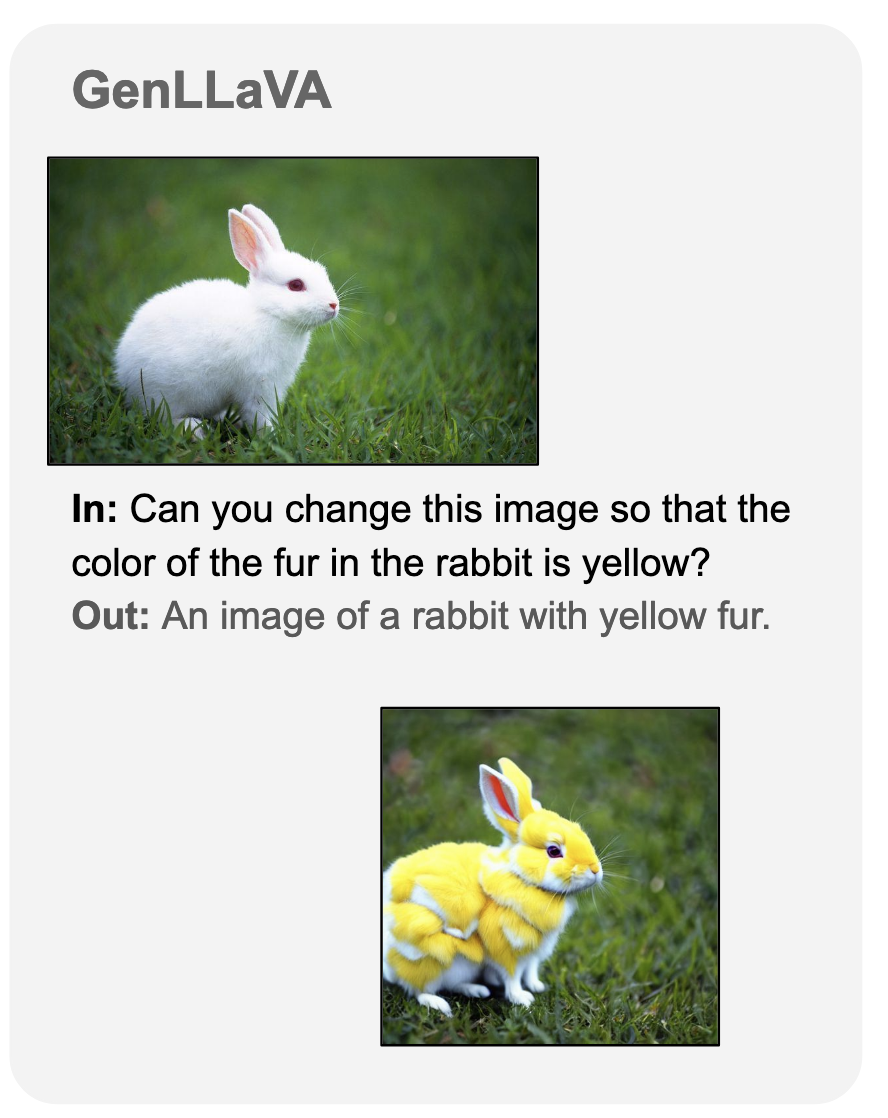 GenLLaVA
In: Can you change this image so that the
color of the fur in the rabbit is yellow?
Out: An image of a rabbit with yellow fur.